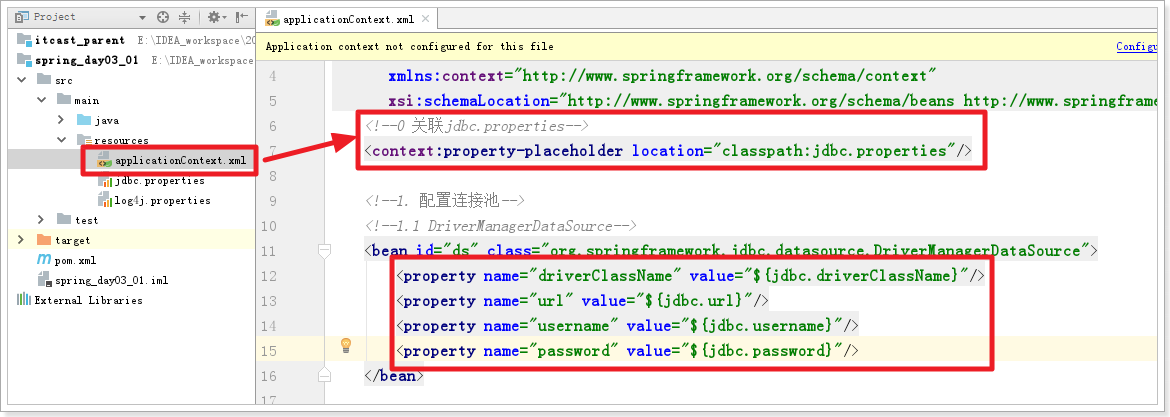 Project
itcast_parent E:\IDEA_workspace\20
spring_day03_01 E:\IDEA_workspace
src
main
java
resources
applicationContext.xml
jdbc.properties
log4j.properties
test
target
pom.xml
spring_day03_01.iml
External Libraries
applicationContext.xml
Application context not configured for this file Configu
4 xmlns:context="http://www.springframework.org/schema/context"
5 xsi:schemaLocation="http://www.springframework.org/schema/beans http://www.springframe
6 <!--0 关联jdbc.properties-->
7 <context:property-placeholder location="classpath:jdbc.properties"/>
8
9 <!--1. 配置连接池-->
10 <!--1.1 DriverManagerDataSource-->
11 <bean id="ds" class="org.springframework.jdbc.datasource.DriverManagerDataSource">
12 <property name="driverClassName" value="${jdbc.driverClassName}"/>
13 <property name="url" value="${jdbc.url}"/>
14 <property name="username" value="${jdbc.username}"/>
15 <property name="password" value="${jdbc.password}"/>
16 </bean>